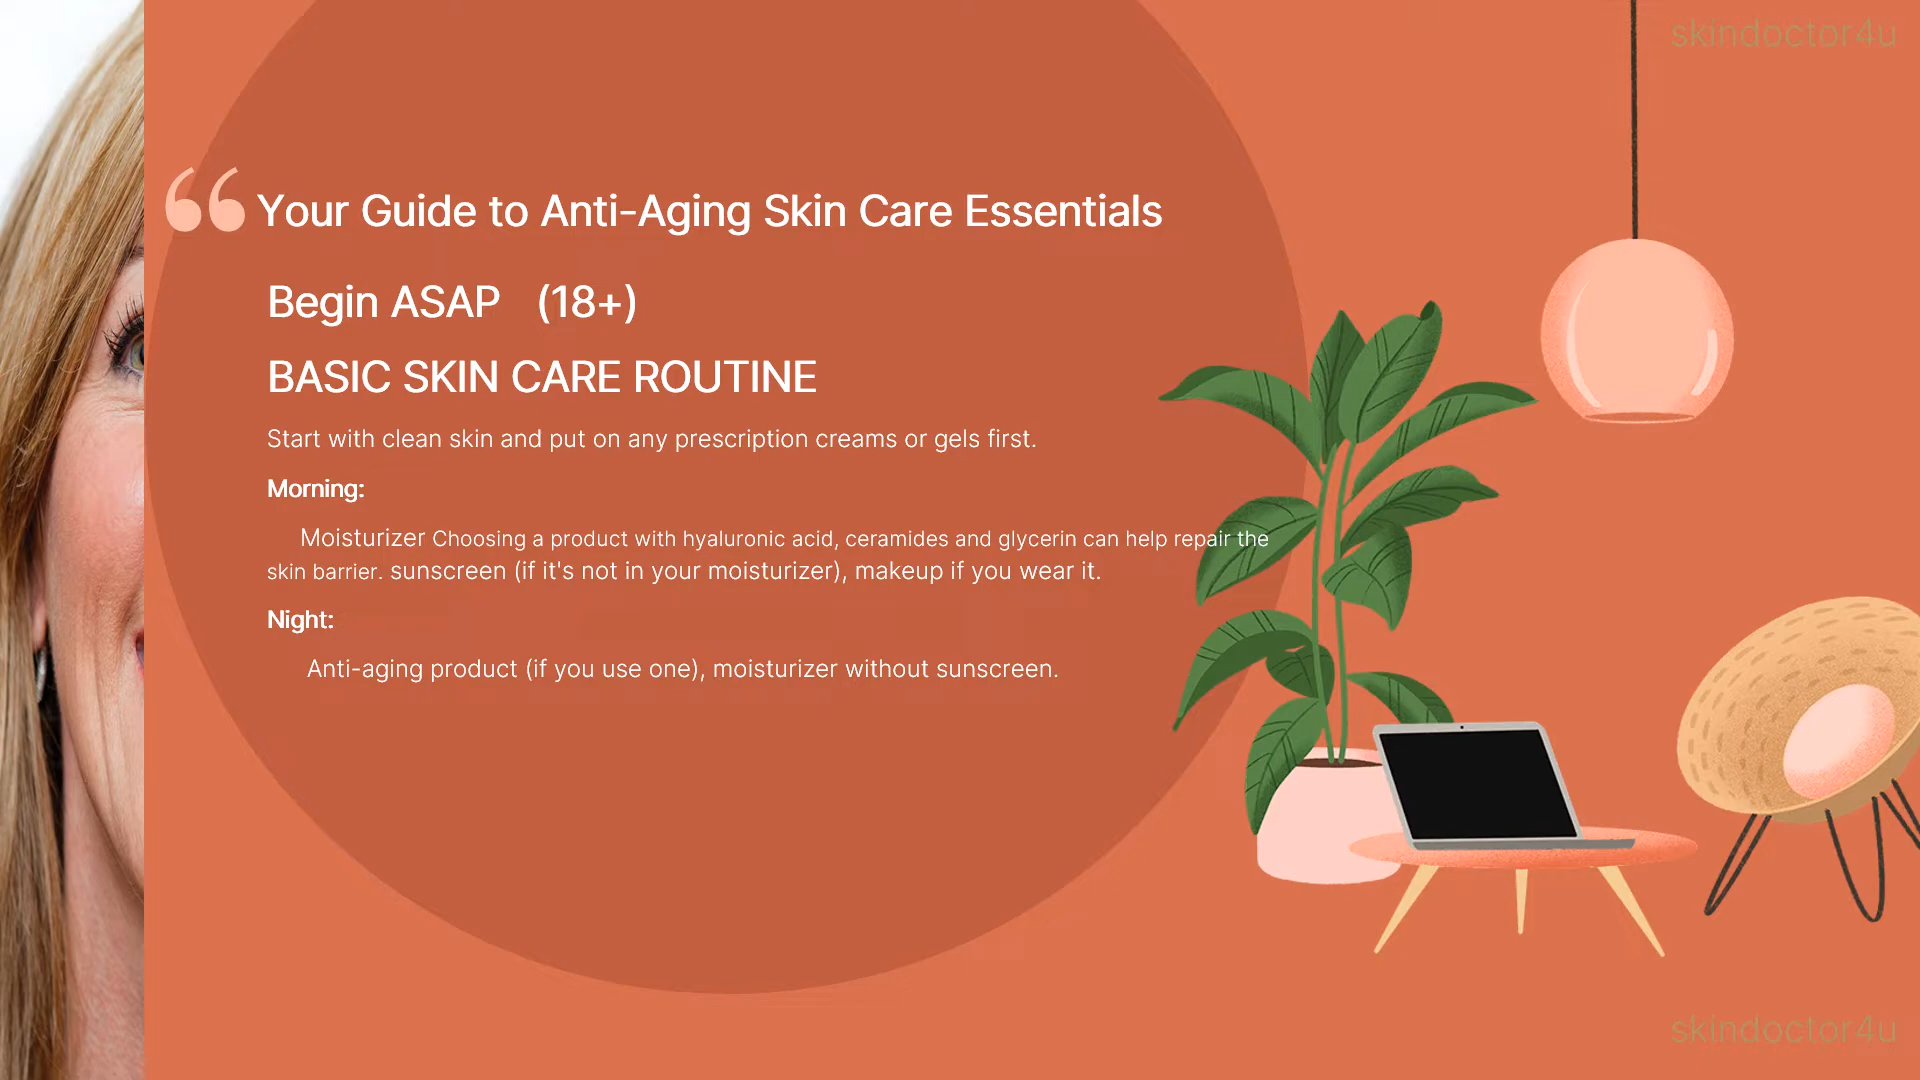 skindoctor4u
Your Guide to Anti-Aging Skin Care Essentials
Begin ASAP (18+)
BASIC SKIN CARE ROUTINE
Start with clean skin and put on any prescription creams or gels first.
Morning:
Moisturizer Choosing a product with hyaluronic acid, ceramides and glycerin can help repair the
skin barrier. sunscreen (if it's not in your moisturizer), makeup if you wear it.
Night:
Anti-aging product (if you use one), moisturizer without sunscreen.
skindoctor4u